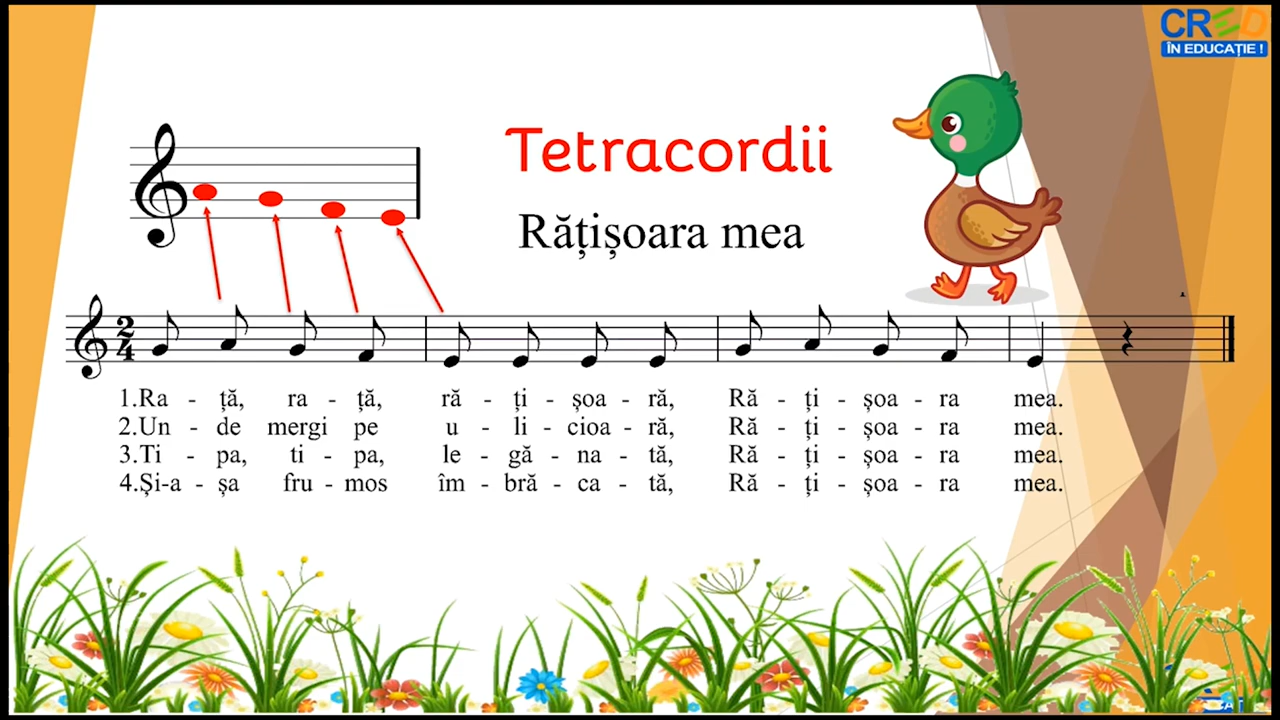 CRED
ÎN EDUCAȚIE !
Tetracordii
Rățișoara mea
2
4
1.Ra - ță, ra - ță, ră - ți - șoa - ră, Ră - ți - șoa - ra mea.
2.Un - de mergi pe u - li - cioa - ră, Ră - ți - șoa - ra mea.
3.Ti - pa, ti - pa, le - gă - na - tă, Ră - ți - șoa - ra mea.
4.Și-a - șa fru - mos îm - bră - ca - tă, Ră - ți - șoa - ra mea.